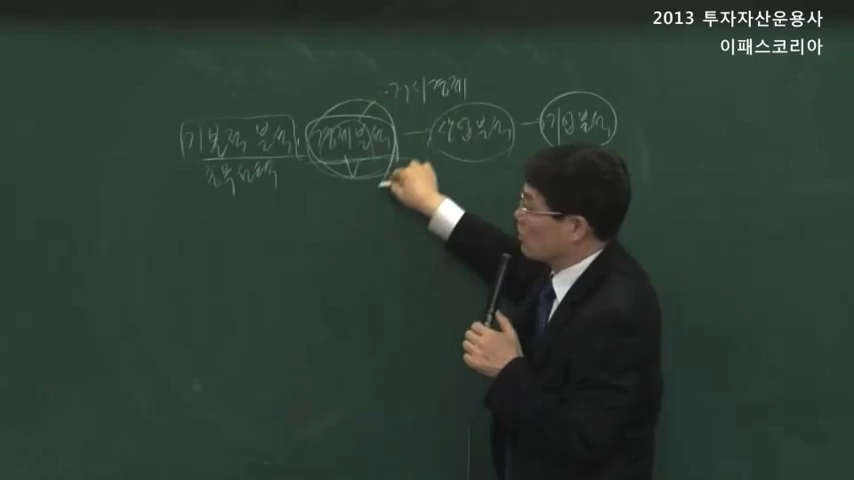 2013 투자자산운용사
이패스코리아
거시경제
기본적 분석 경제분석 - 산업분석 - 기업분석